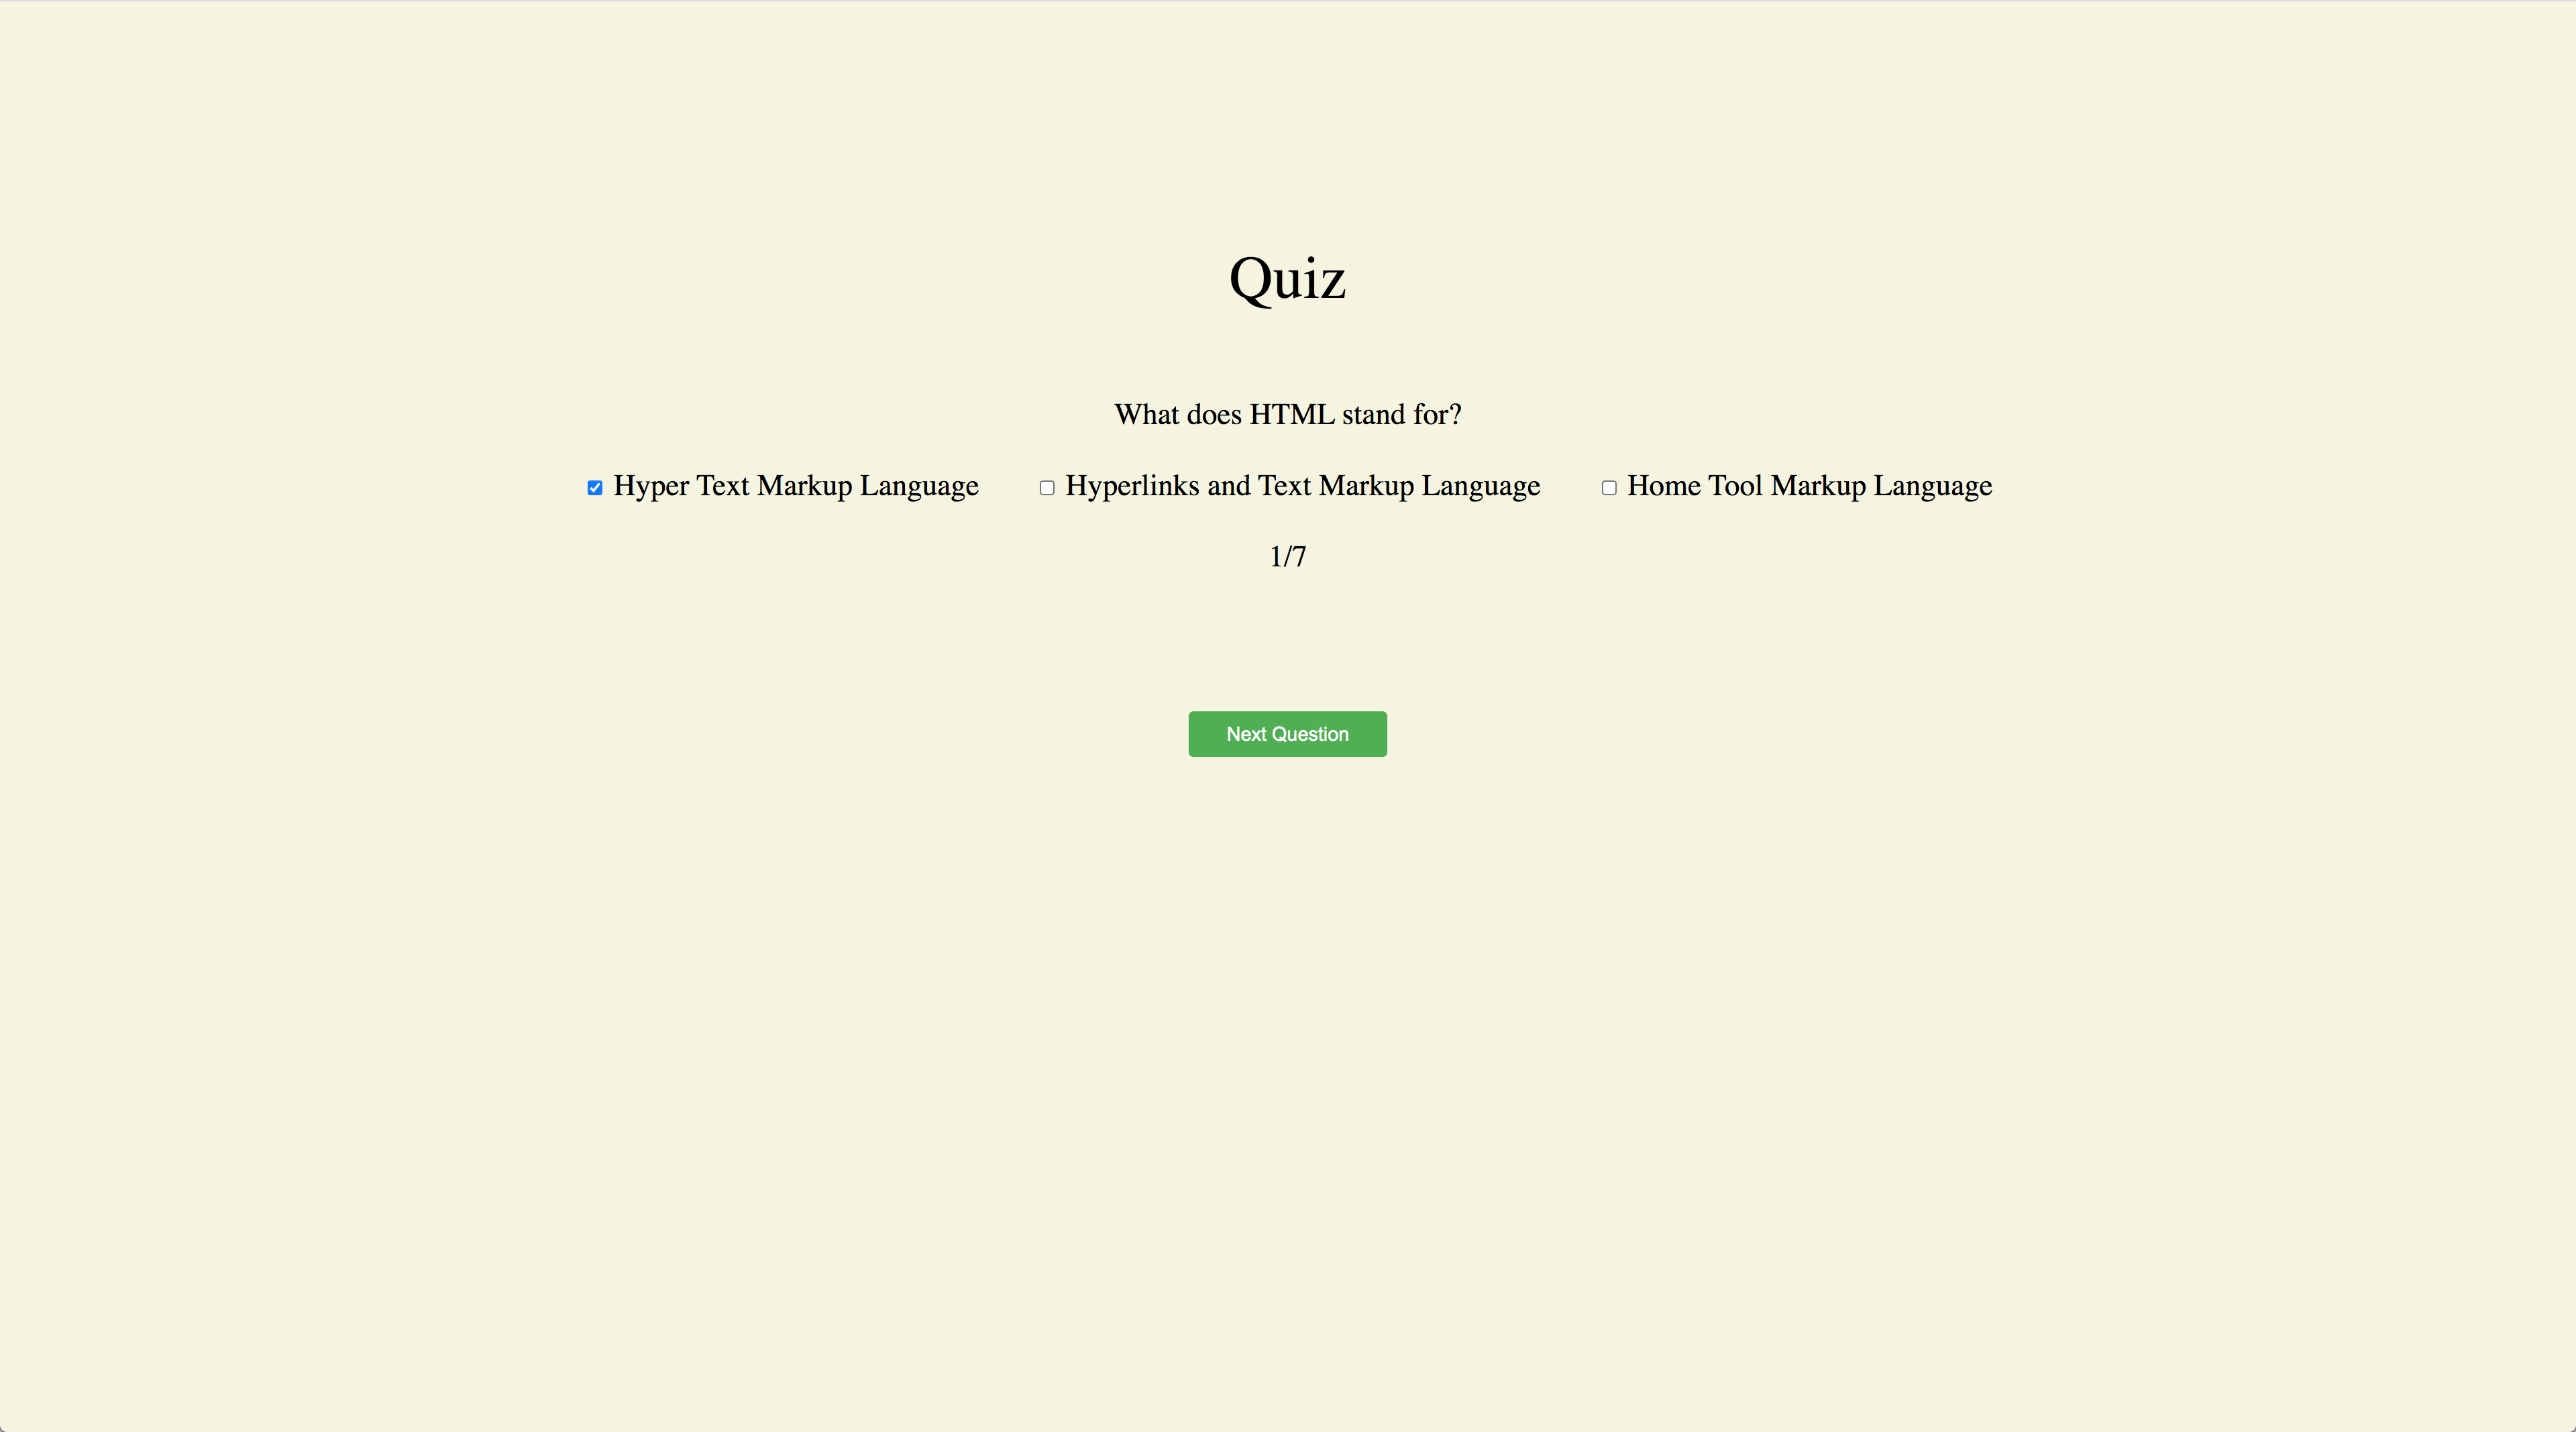 Quiz
What does HTML stand for?
Hyper Text Markup Language Hyperlinks and Text Markup Language Home Tool Markup Language
1/7
Next Question